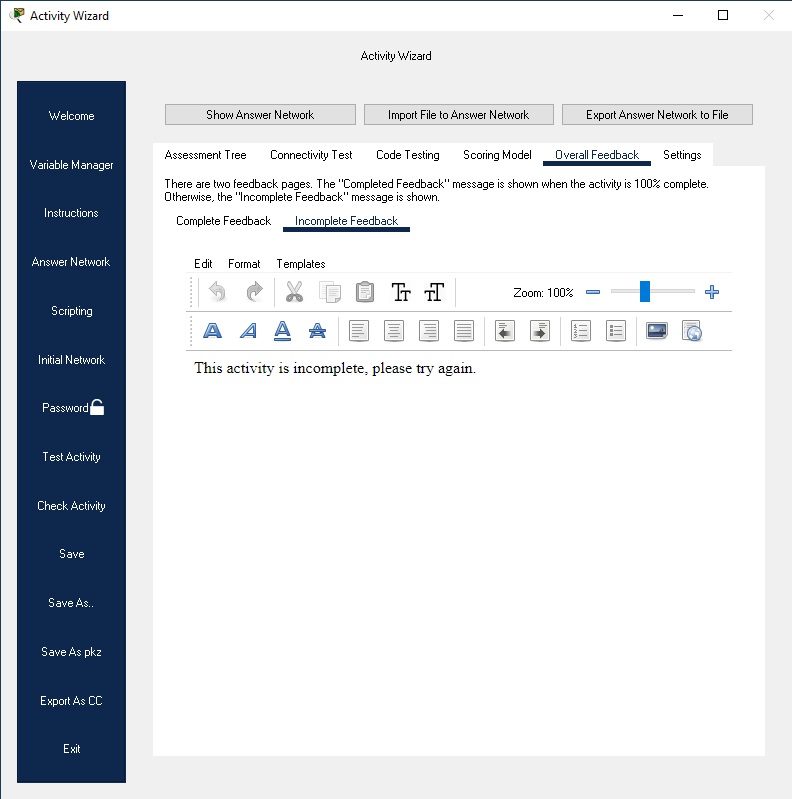 Activity Wizard
Activity Wizard
Welcome
Variable Manager
Instructions
Answer Network
Scripting
Initial Network
Password
Test Activity
Check Activity
Save
Save As..
Save As pkz
Export As CC
Exit
Show Answer Network
Import File to Answer Network
Export Answer Network to File
Assessment Tree
Connectivity Test
Code Testing
Scoring Model
Overall Feedback
Settings
There are two feedback pages. The "Completed Feedback" message is shown when the activity is 100% complete.
Otherwise, the "Incomplete Feedback" message is shown.
Complete Feedback
Incomplete Feedback
Edit
Format
Templates
Zoom: 100%
This activity is incomplete, please try again.